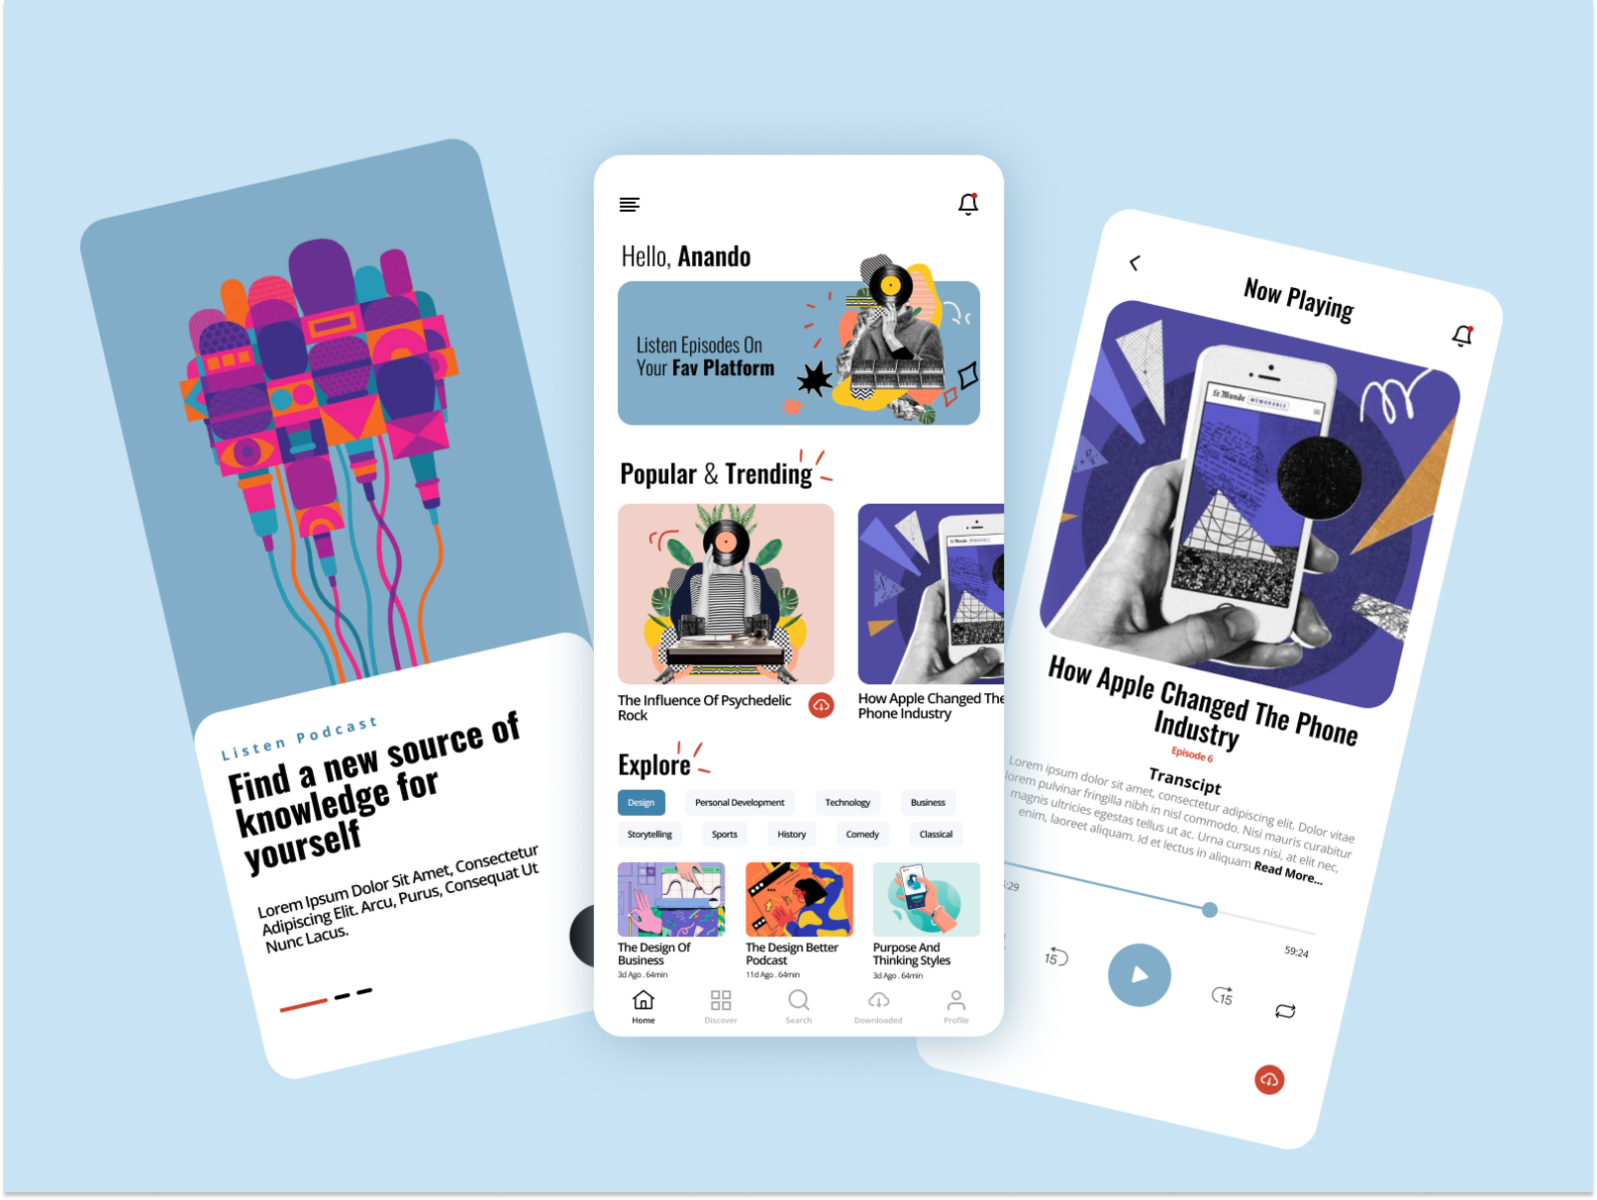 Listen Podcast
Find a new source of
knowledge for
yourself
Lorem Ipsum Dolor Sit Amet, Consectetur
Adipiscing Elit. Arcu, Purus, Consequat Ut
Nunc Lacus.
Hello, Anando
Listen Episodes On
Your Fav Platform
Popular & Trending
The Influence Of Psychedelic
Rock
How Apple Changed The
Phone Industry
Explore
Design
Personal Development
Technology
Business
Storytelling
Sports
History
Comedy
Classical
The Design Of
Business
3d Ago . 64min
The Design Better
Podcast
11d Ago . 64min
Purpose And
Thinking Styles
3d Ago . 64min
Home
Discover
Search
Downloaded
Profile
Now Playing
Le Monde
MEMORABLE
How Apple Changed The Phone
Industry
Episode 6
Transcipt
Lorem ipsum dolor sit amet, consectetur adipiscing elit. Dolor vitae
lorem pulvinar fringilla nibh in nisl commodo. Nisi mauris curabitur
magnis ultricies egestas tellus ut ac. Urna cursus nisi, at elit nec,
enim, laoreet aliquam. Id et lectus in aliquam Read More...
:29
59:24
15
15